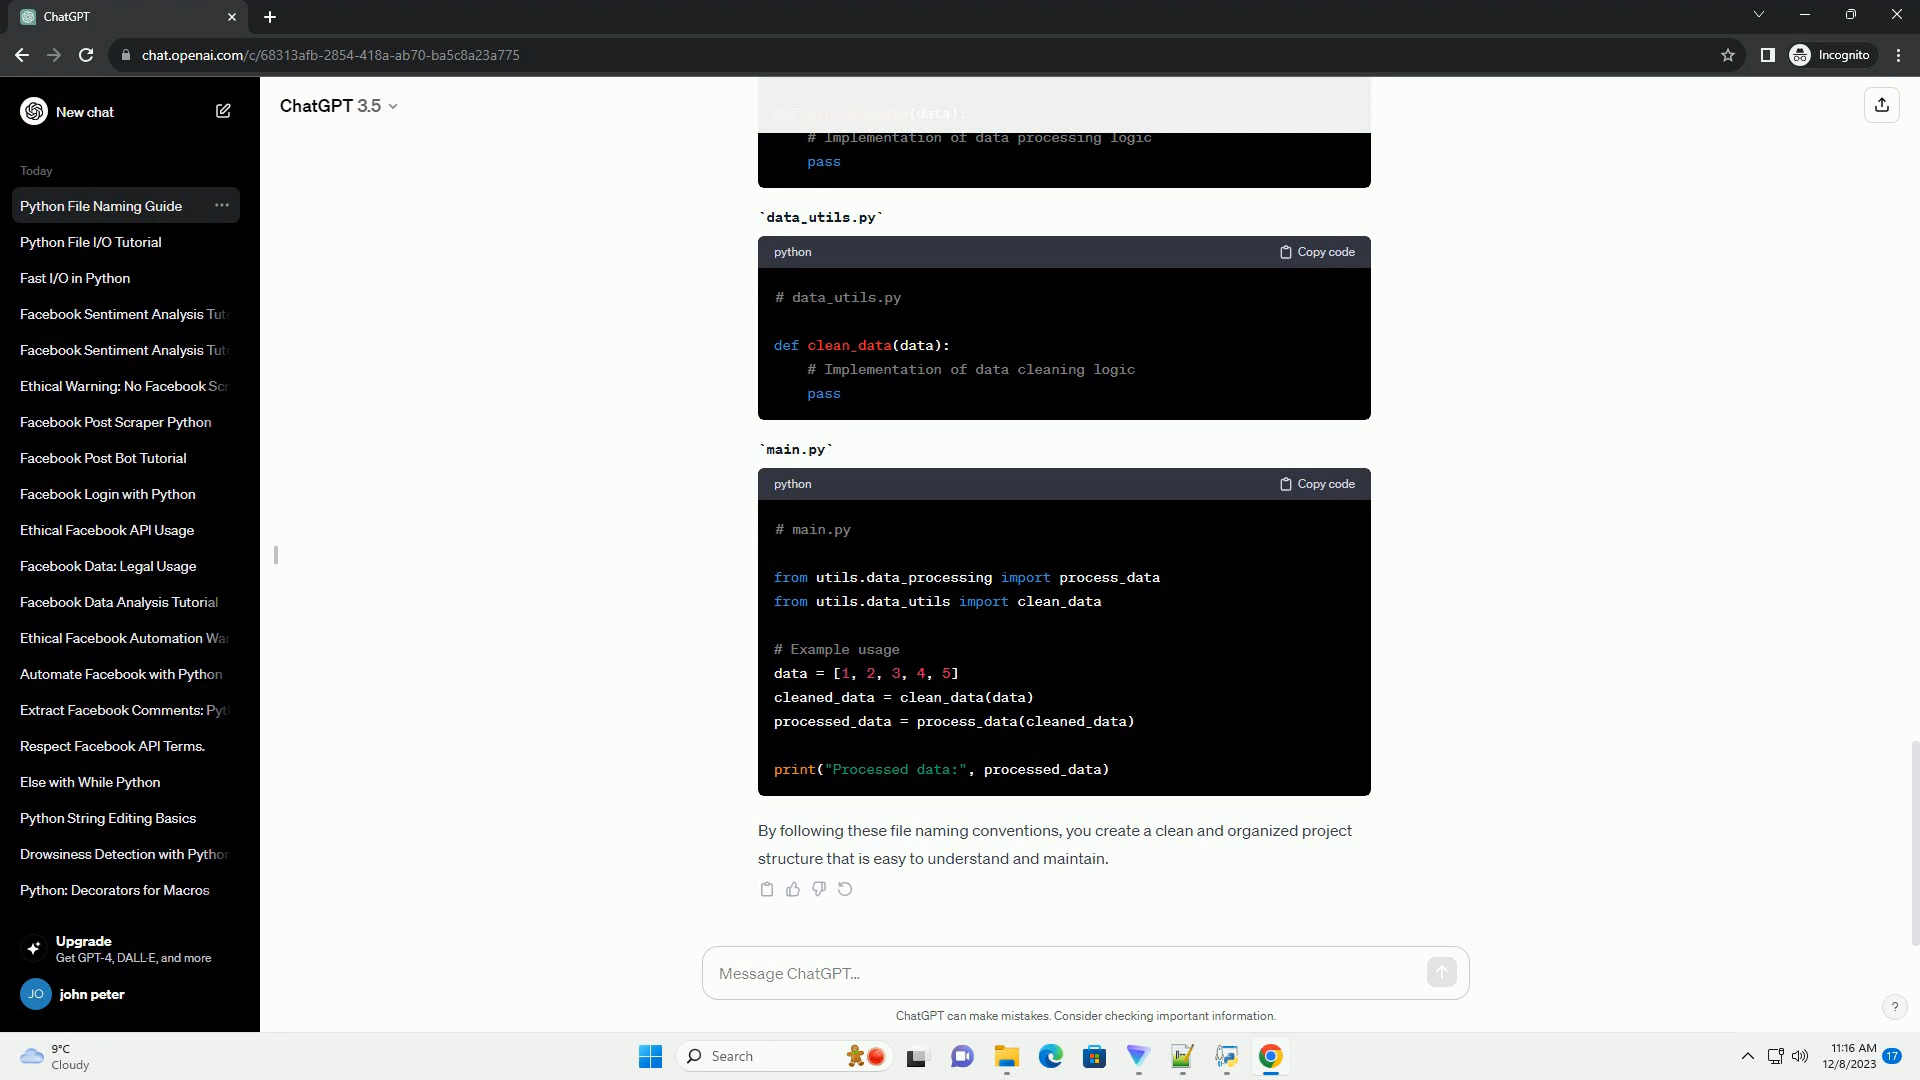 ChatGPT
chat.openai.com/c/68313afb-2854-418a-ab70-ba5c8a23a775
Incognito
New chat
ChatGPT 3.5
Today
Python File Naming Guide
Python File I/O Tutorial
Fast I/O in Python
Facebook Sentiment Analysis Tut
Facebook Sentiment Analysis Tut
Ethical Warning: No Facebook Scr
Facebook Post Scraper Python
Facebook Post Bot Tutorial
Facebook Login with Python
Ethical Facebook API Usage
Facebook Data: Legal Usage
Facebook Data Analysis Tutorial
Ethical Facebook Automation War
Automate Facebook with Python
Extract Facebook Comments: Pyt
Respect Facebook API Terms.
Else with While Python
Python String Editing Basics
Drowsiness Detection with Python
Python: Decorators for Macros
Upgrade
Get GPT-4, DALL·E, and more
JO john peter
(data):
# Implementation of data processing logic
pass
`data_utils.py`
python Copy code
# data_utils.py
def clean_data(data):
# Implementation of data cleaning logic
pass
`main.py`
python Copy code
# main.py
from utils.data_processing import process_data
from utils.data_utils import clean_data
# Example usage
data = [1, 2, 3, 4, 5]
cleaned_data = clean_data(data)
processed_data = process_data(cleaned_data)
print("Processed data:", processed_data)
By following these file naming conventions, you create a clean and organized project
structure that is easy to understand and maintain.
Message ChatGPT...
ChatGPT can make mistakes. Consider checking important information.
?
9°C
Cloudy
Search
11:16 AM
12/8/2023
17